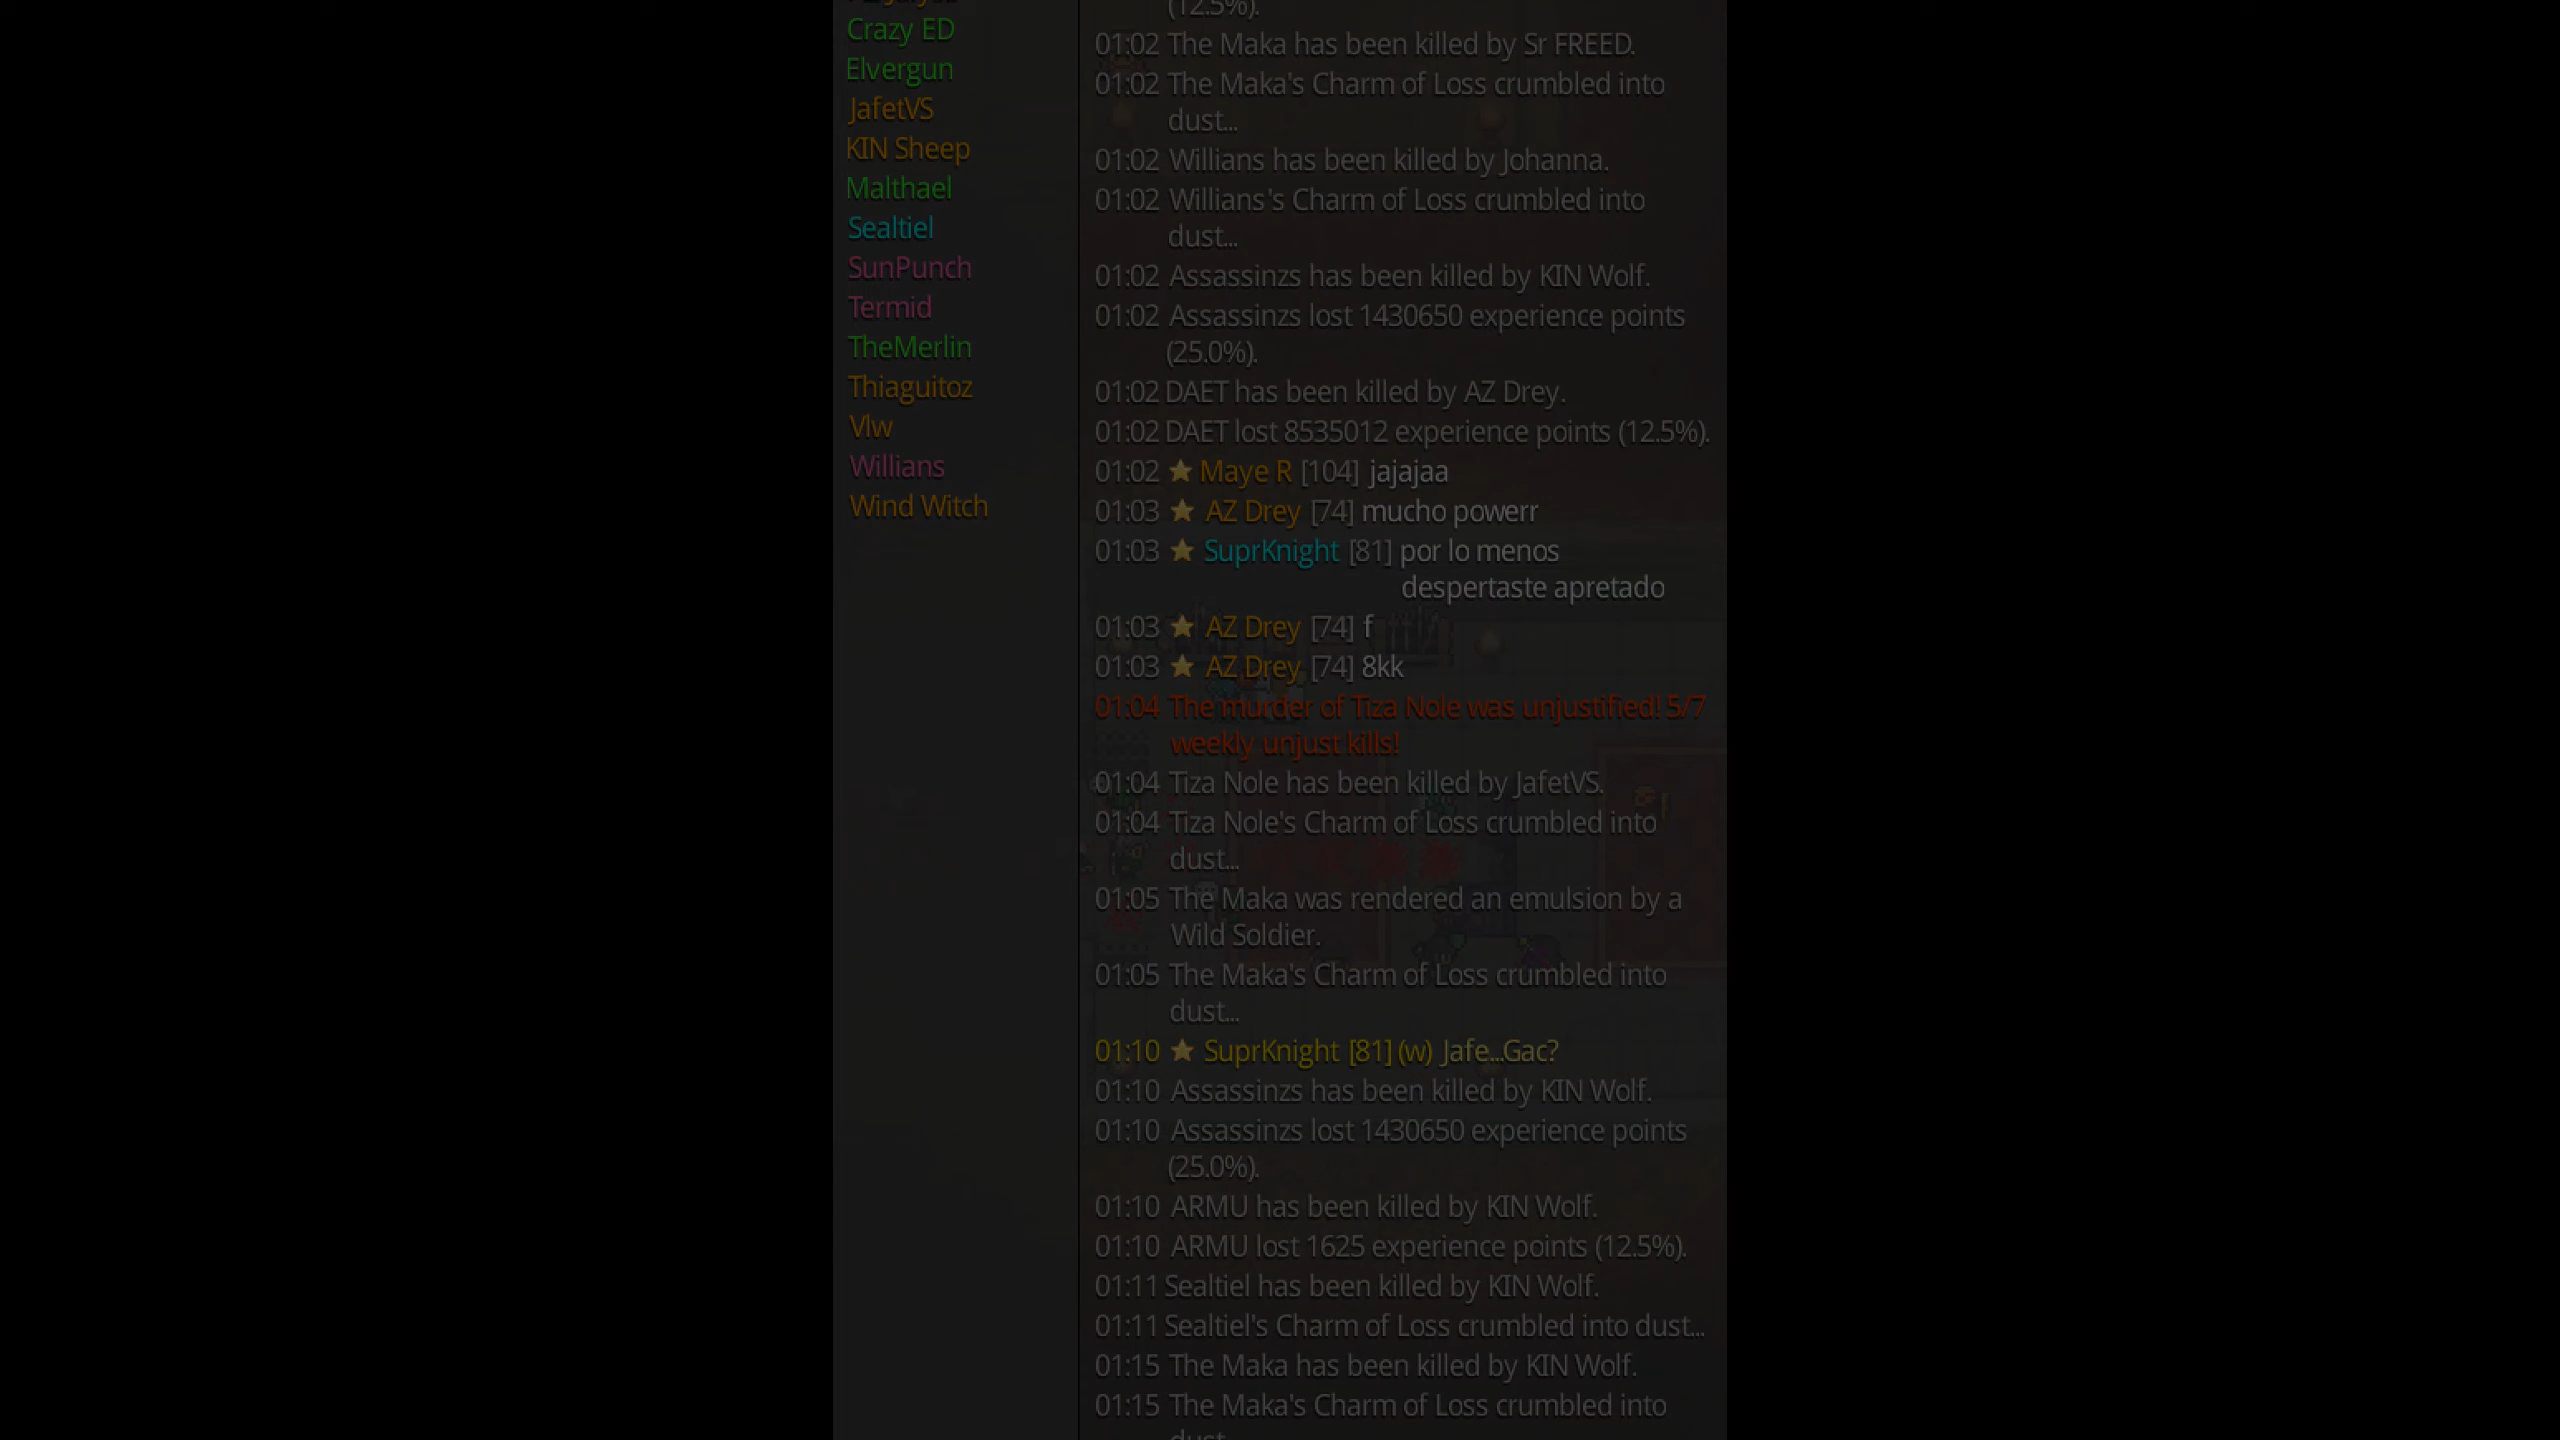 Crazy ED
Elvergun
JafetVS
KIN Sheep
Malthael
Sealtiel
SunPunch
Termid
TheMerlin
Thiaguitoz
Vlw
Willians
Wind Witch
(12.5%).
01:02 The Maka has been killed by Sr FREED.
01:02 The Maka's Charm of Loss crumbled into
dust...
01:02 Willians has been killed by Johanna.
01:02 Willians's Charm of Loss crumbled into
dust...
01:02 Assassinzs has been killed by KIN Wolf.
01:02 Assassinzs lost 1430650 experience points
(25.0%).
01:02 DAET has been killed by AZ Drey.
01:02 DAET lost 8535012 experience points (12.5%).
01:02 Maye R [104] jajajaa
01:03 AZ Drey [74] mucho powerr
01:03 SuprKnight [81] por lo menos
despertaste apretado
01:03 AZ Drey [74] f
01:03 AZ Drey [74] 8kk
01:04 The murder of Tiza Nole was unjustified! 5/7
weekly unjust kills!
01:04 Tiza Nole has been killed by JafetVS.
01:04 Tiza Nole's Charm of Loss crumbled into
dust...
01:05 The Maka was rendered an emulsion by a
Wild Soldier.
01:05 The Maka's Charm of Loss crumbled into
dust...
01:10 SuprKnight [81] (w) Jafe...Gac?
01:10 Assassinzs has been killed by KIN Wolf.
01:10 Assassinzs lost 1430650 experience points
(25.0%).
01:10 ARMU has been killed by KIN Wolf.
01:10 ARMU lost 1625 experience points (12.5%).
01:11 Sealtiel has been killed by KIN Wolf.
01:11 Sealtiel's Charm of Loss crumbled into dust...
01:15 The Maka has been killed by KIN Wolf.
01:15 The Maka's Charm of Loss crumbled into